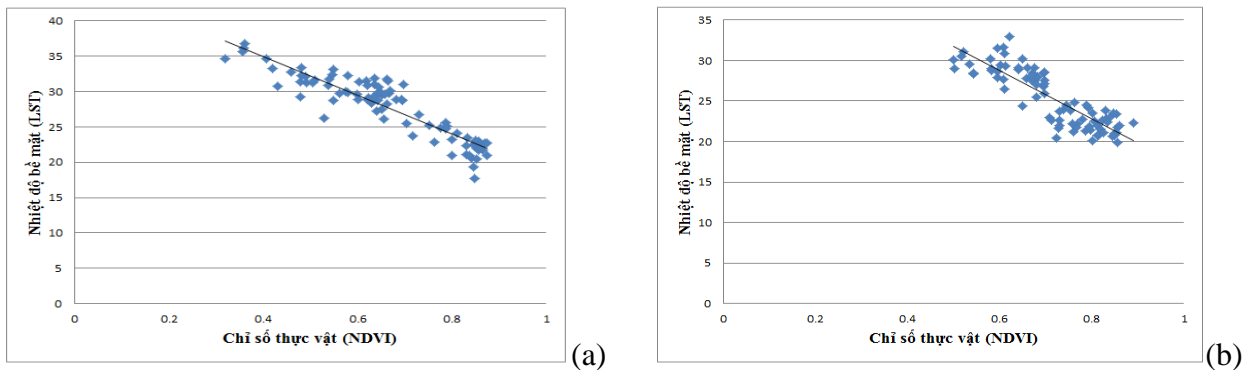 40
35
30
25
20
15
10
5
0
0 0.2 0.4 0.6 0.8 1
Nhiệt độ bề mặt (LST)
Chỉ số thực vật (NDVI)
(a)
35
30
25
20
15
10
5
0
0 0.2 0.4 0.6 0.8 1
Nhiệt độ bề mặt (LST)
Chỉ số thực vật (NDVI)
(b)